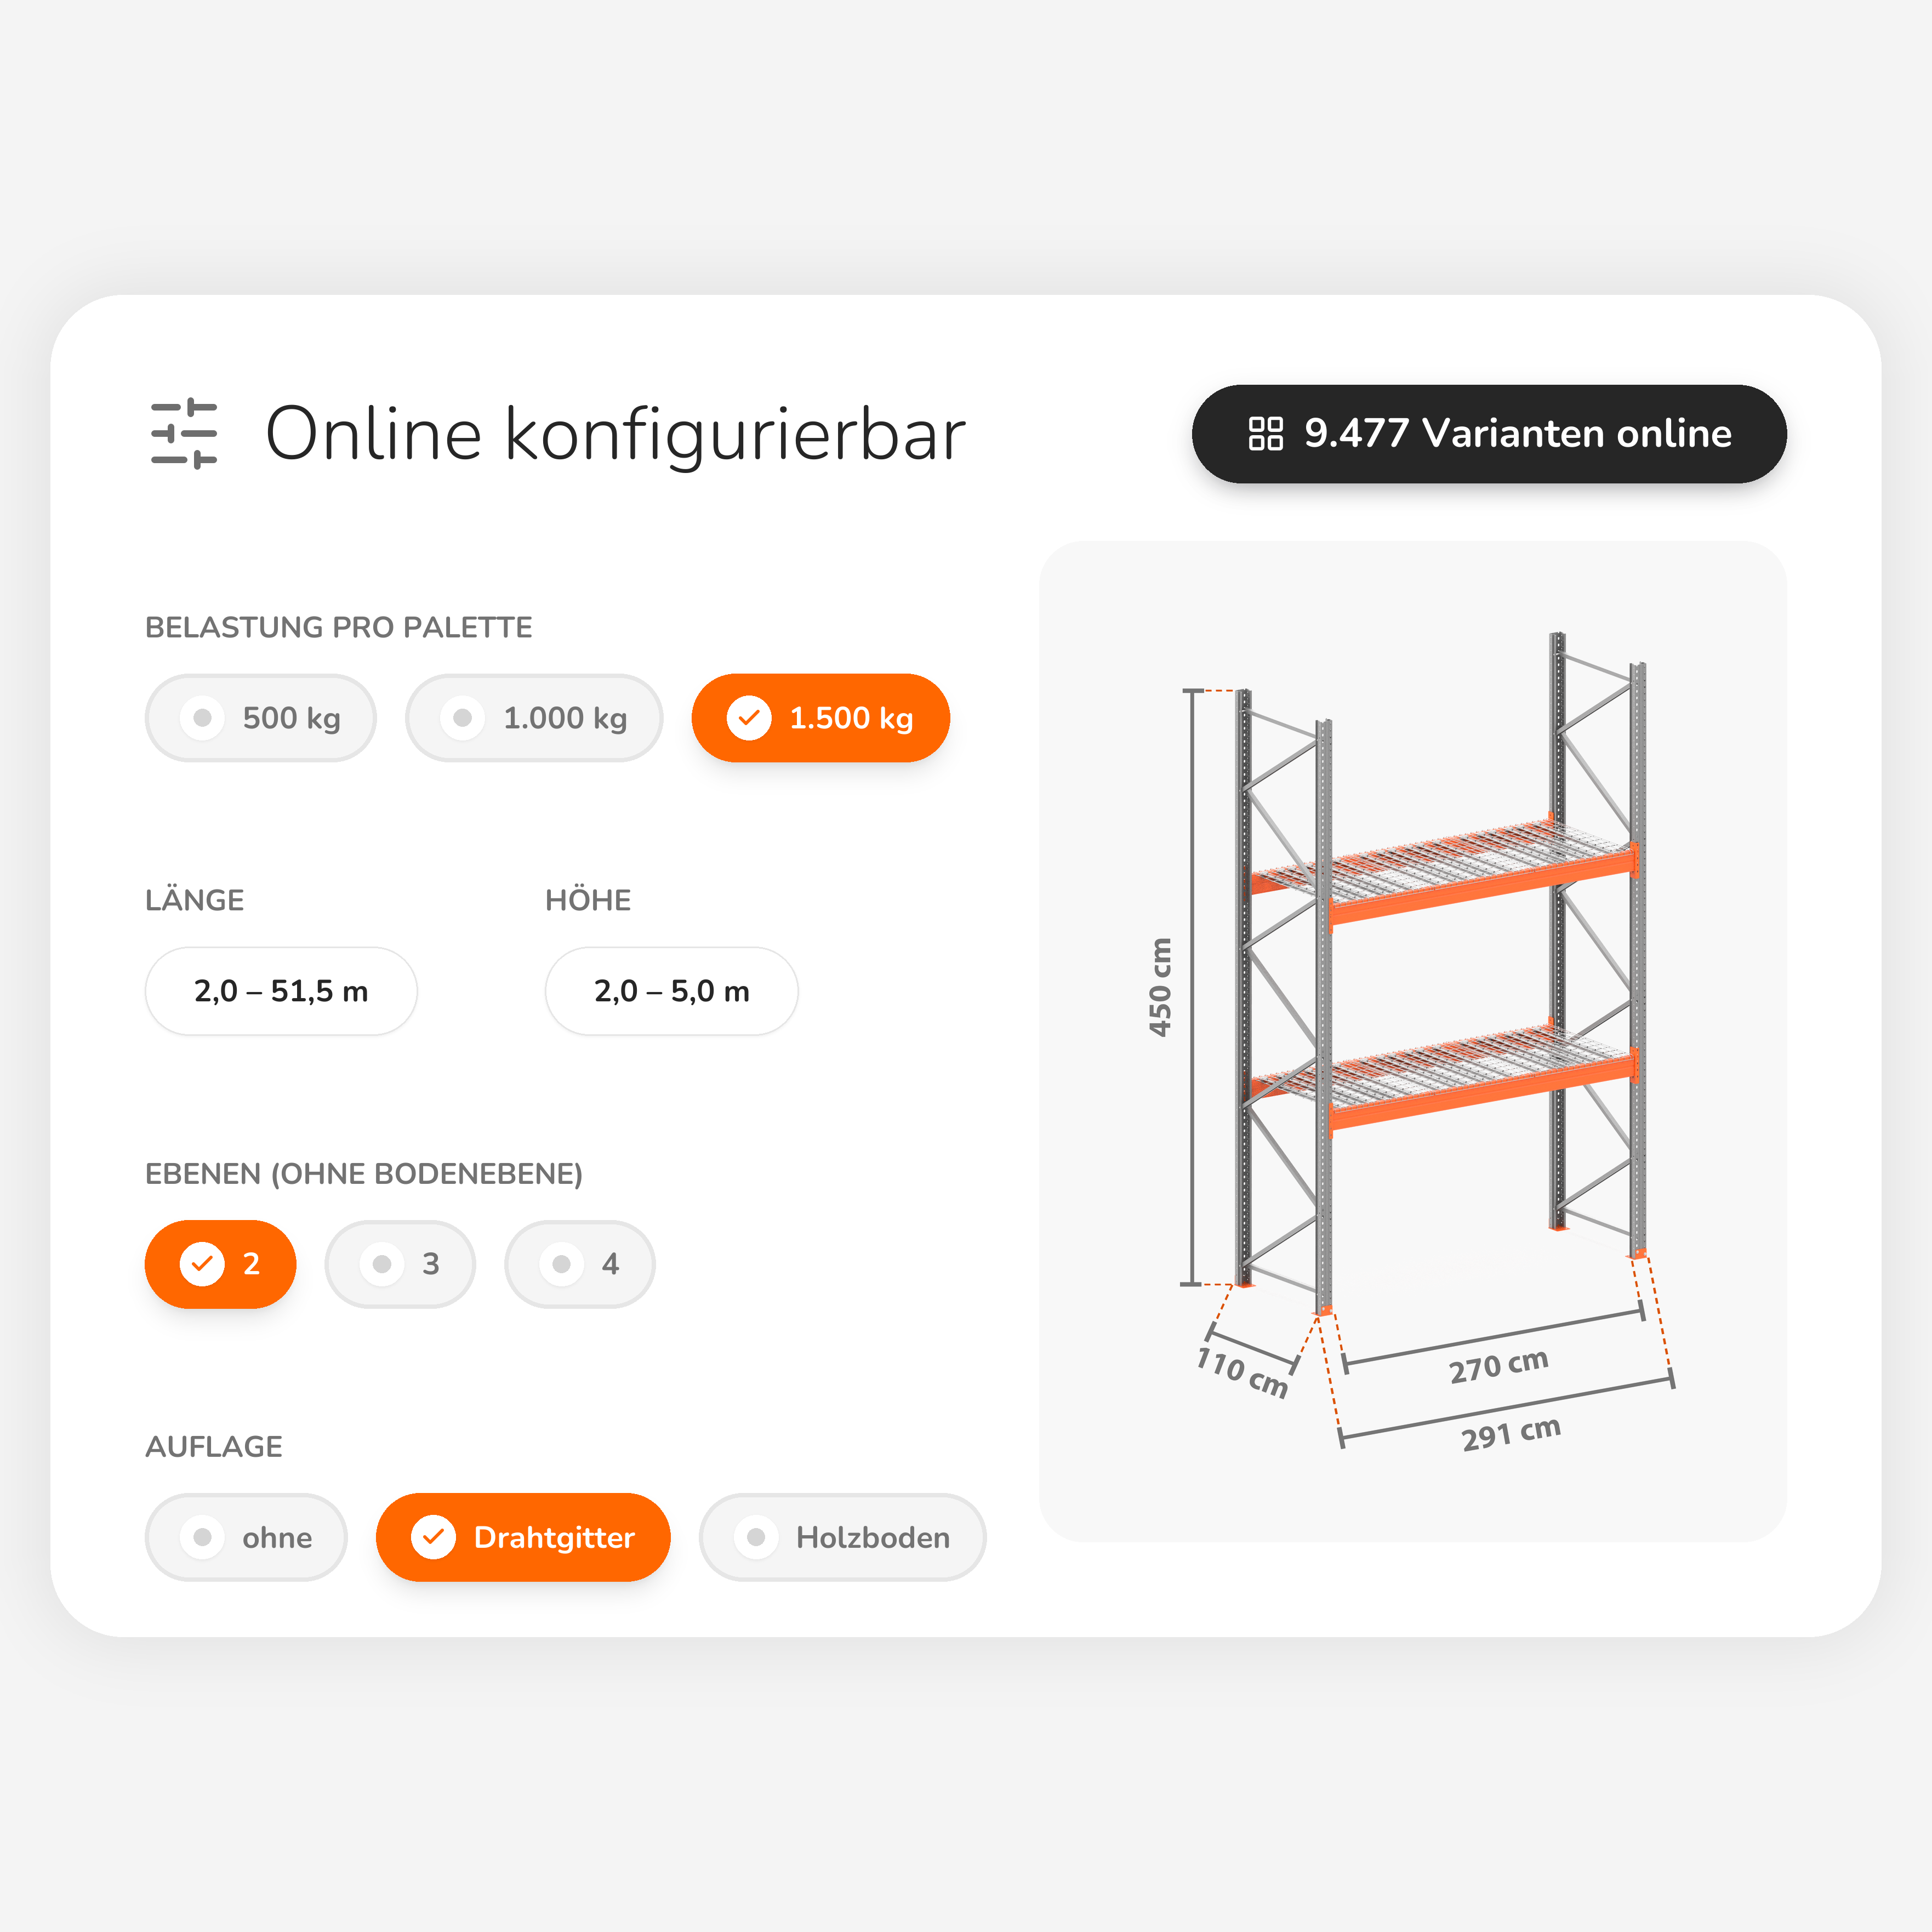 Online konfigurierbar
9.477 Varianten online
BELASTUNG PRO PALETTE
500 kg
1.000 kg
1.500 kg
LÄNGE
HÖHE
2,0 – 51,5 m
2,0 – 5,0 m
EBENEN (OHNE BODENEBENE)
2
3
4
AUFLAGE
ohne
Drahtgitter
Holzboden
450 cm
110 cm
270 cm
291 cm